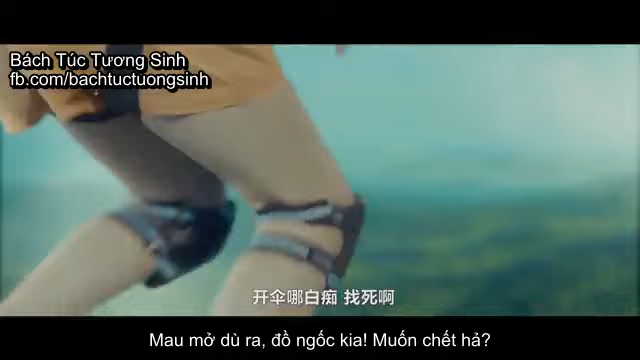 Bách Túc Tương Sinh
fb.com/bachtuctuongsinh
开伞哪白痴 找死啊
Mau mở dù ra, đồ ngốc kia! Muốn chết hả?